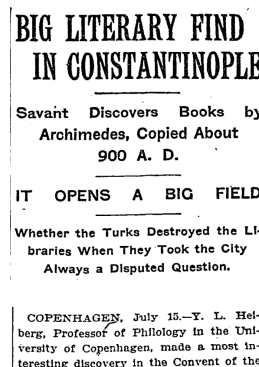 BIG LITERARY FIND
IN CONSTANTINOPLE
Savant Discovers Books by
Archimedes, Copied About
900 A. D.
IT OPENS A BIG FIELD
Whether the Turks Destroyed the Li-
braries When They Took the City
Always a Disputed Question.
COPENHAGEN, July 15.—Y. L. Hei-
berg, Professor of Philology in the Uni-
versity of Copenhagen, made a most in-
teresting discovery in the Convent of the